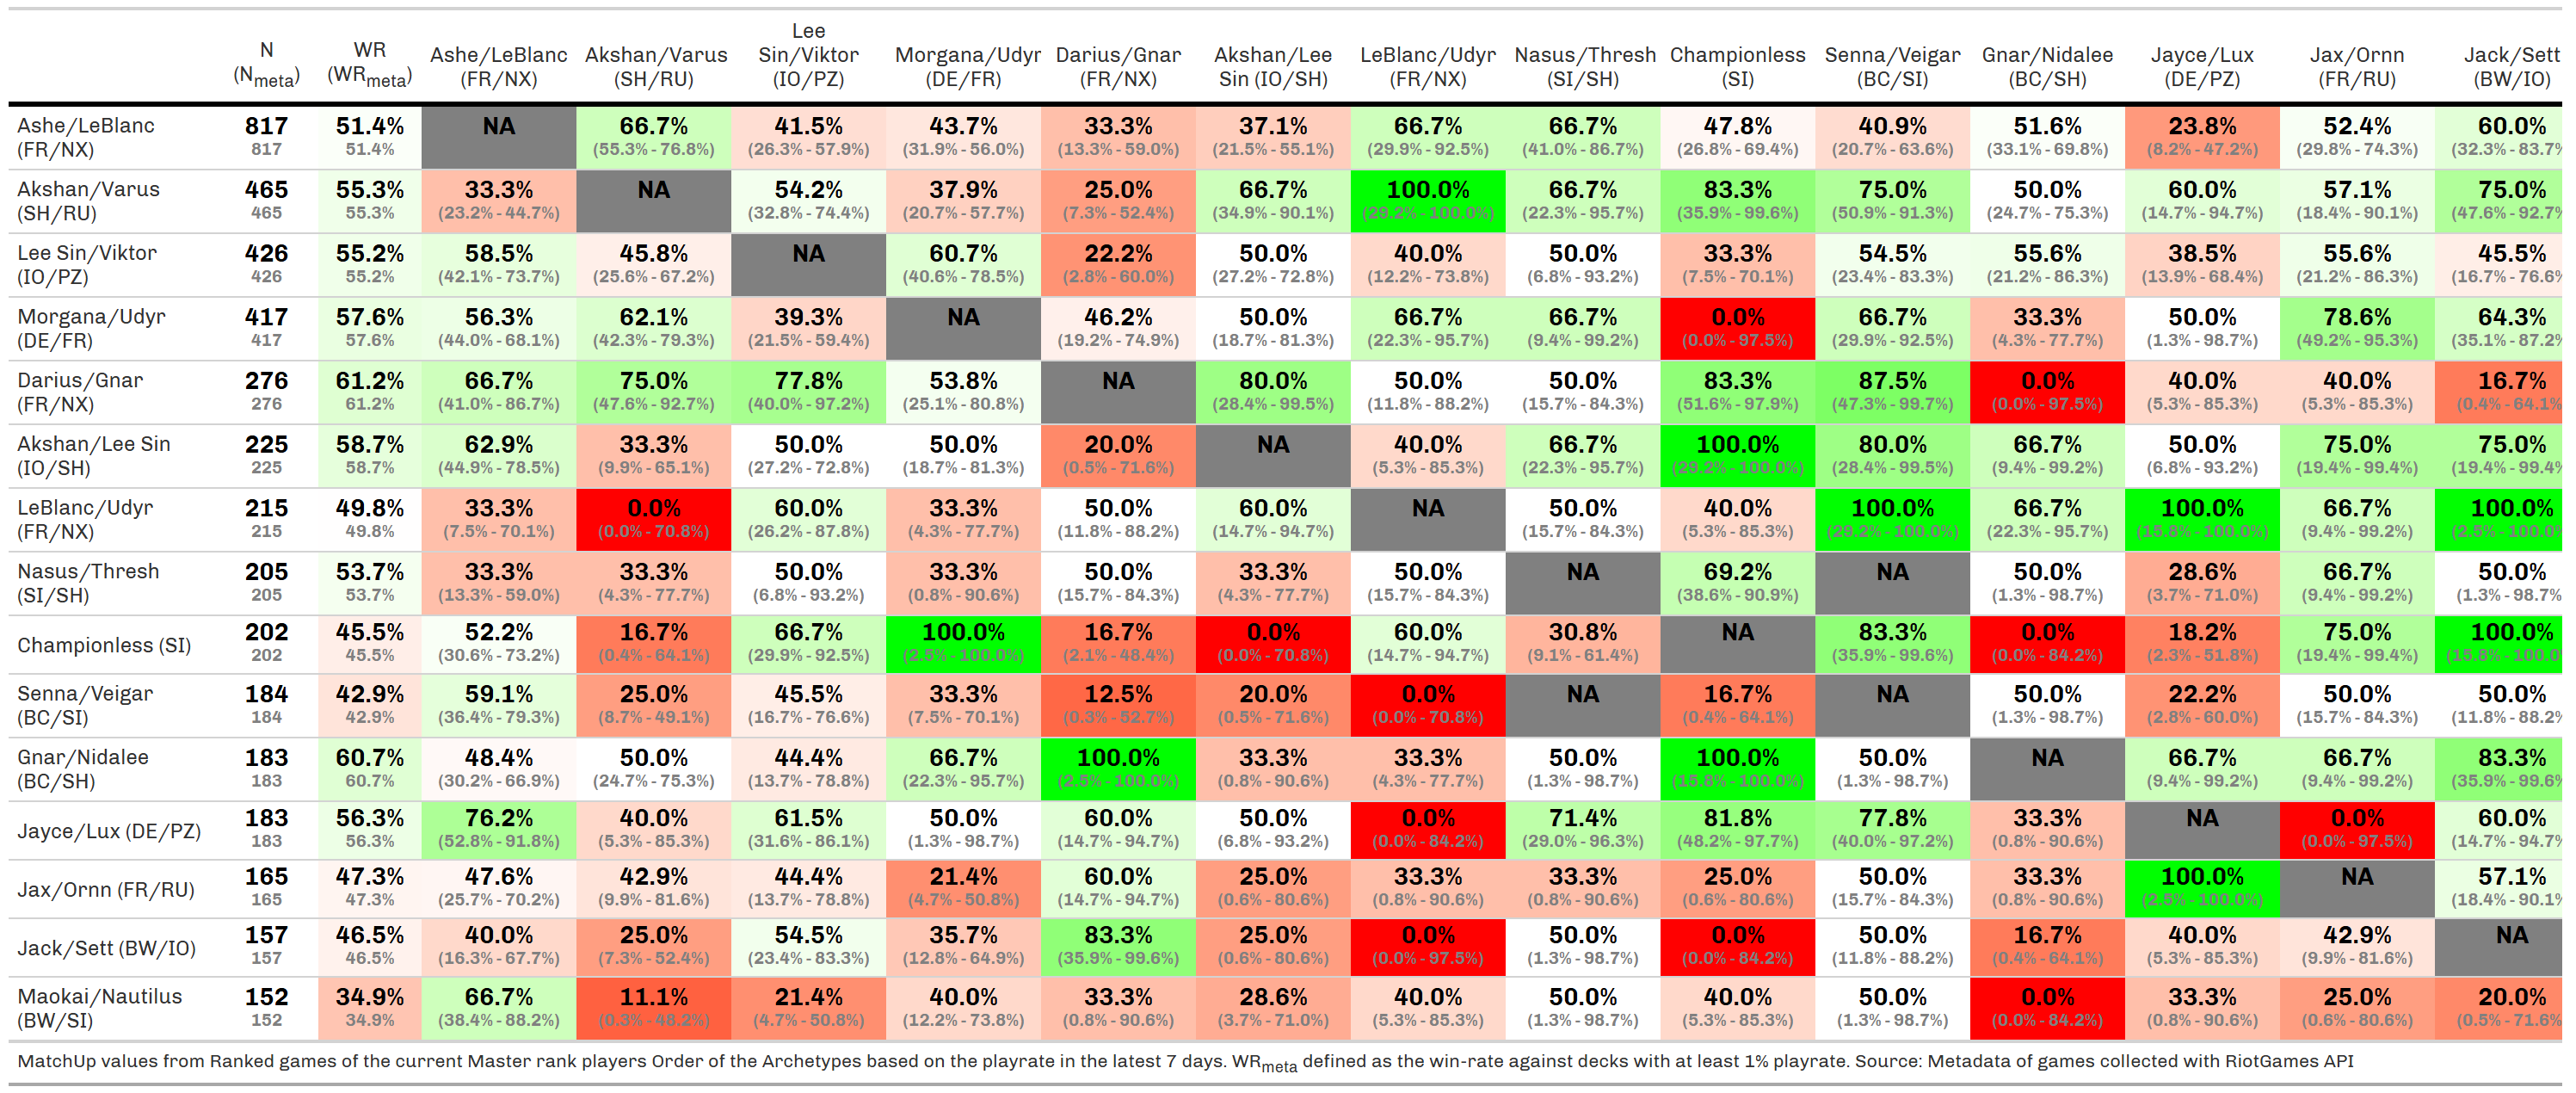 N (N_meta) WR (WR_meta) Ashe/LeBlanc (FR/NX) Akshan/Varus (SH/RU) Lee Sin/Viktor (IO/PZ) Morgana/Udyr (DE/FR) Darius/Gnar (FR/NX) Akshan/Lee Sin (IO/SH) LeBlanc/Udyr (FR/NX) Nasus/Thresh (SI/SH) Championless (SI) Senna/Veigar (BC/SI) Gnar/Nidalee (BC/SH) Jayce/Lux (DE/PZ) Jax/Ornn (FR/RU) Jack/Sett (BW/IO)
Ashe/LeBlanc 817 51.4% NA 66.7% 41.5% 43.7% 33.3% 37.1% 66.7% 66.7% 47.8% 40.9% 51.6% 23.8% 52.4% 60.0%
(FR/NX) 817 51.4% (55.3% - 76.8%) (26.3% - 57.9%) (31.9% - 56.0%) (13.3% - 59.0%) (21.5% - 55.1%) (29.9% - 92.5%) (41.0% - 86.7%) (26.8% - 69.4%) (20.7% - 63.6%) (33.1% - 69.8%) (8.2% - 47.2%) (29.8% - 74.3%) (32.3% - 83.7%
Akshan/Varus 465 55.3% 33.3% NA 54.2% 37.9% 25.0% 66.7% 100.0% 66.7% 83.3% 75.0% 50.0% 60.0% 57.1% 75.0%
(SH/RU) 465 55.3% (23.2% - 44.7%) (32.8% - 74.4%) (20.7% - 57.7%) (7.3% - 52.4%) (34.9% - 90.1%) (29.2% - 100.0%) (22.3% - 95.7%) (35.9% - 99.6%) (50.9% - 91.3%) (24.7% - 75.3%) (14.7% - 94.7%) (18.4% - 90.1%) (47.6% - 92.7%
Lee Sin/Viktor 426 55.2% 58.5% 45.8% NA 60.7% 22.2% 50.0% 40.0% 50.0% 33.3% 54.5% 55.6% 38.5% 55.6% 45.5%
(IO/PZ) 426 55.2% (42.1% - 73.7%) (25.6% - 67.2%) (40.6% - 78.5%) (2.8% - 60.0%) (27.2% - 72.8%) (12.2% - 73.8%) (6.8% - 93.2%) (7.5% - 70.1%) (23.4% - 83.3%) (21.2% - 86.3%) (13.9% - 68.4%) (21.2% - 86.3%) (16.7% - 76.6%
Morgana/Udyr 417 57.6% 56.3% 62.1% 39.3% NA 46.2% 50.0% 66.7% 66.7% 0.0% 66.7% 33.3% 50.0% 78.6% 64.3%
(DE/FR) 417 57.6% (44.0% - 68.1%) (42.3% - 79.3%) (21.5% - 59.4%) (19.2% - 74.9%) (18.7% - 81.3%) (22.3% - 95.7%) (9.4% - 99.2%) (0.0% - 97.5%) (29.9% - 92.5%) (4.3% - 77.7%) (1.3% - 98.7%) (49.2% - 95.3%) (35.1% - 87.2%
Darius/Gnar 276 61.2% 66.7% 75.0% 77.8% 53.8% NA 80.0% 50.0% 50.0% 83.3% 87.5% 0.0% 40.0% 40.0% 16.7%
(FR/NX) 276 61.2% (41.0% - 86.7%) (47.6% - 92.7%) (40.0% - 97.2%) (25.1% - 80.8%) (28.4% - 99.5%) (11.8% - 88.2%) (15.7% - 84.3%) (51.6% - 97.9%) (47.3% - 99.7%) (0.0% - 97.5%) (5.3% - 85.3%) (5.3% - 85.3%) (0.4% - 64.1%
Akshan/Lee Sin 225 58.7% 62.9% 33.3% 50.0% 50.0% 20.0% NA 40.0% 66.7% 100.0% 80.0% 66.7% 50.0% 75.0% 75.0%
(IO/SH) 225 58.7% (44.9% - 78.5%) (9.9% - 65.1%) (27.2% - 72.8%) (18.7% - 81.3%) (0.5% - 71.6%) (5.3% - 85.3%) (22.3% - 95.7%) (29.2% - 100.0%) (28.4% - 99.5%) (9.4% - 99.2%) (6.8% - 93.2%) (19.4% - 99.4%) (19.4% - 99.4%
LeBlanc/Udyr 215 49.8% 33.3% 0.0% 60.0% 33.3% 50.0% 60.0% NA 50.0% 40.0% 100.0% 66.7% 100.0% 66.7% 100.0%
(FR/NX) 215 49.8% (7.5% - 70.1%) (0.0% - 70.8%) (26.2% - 87.8%) (4.3% - 77.7%) (11.8% - 88.2%) (14.7% - 94.7%) (15.7% - 84.3%) (5.3% - 85.3%) (29.2% - 100.0%) (22.3% - 95.7%) (15.8% - 100.0%) (9.4% - 99.2%) (2.5% - 100.0%
Nasus/Thresh 205 53.7% 33.3% 33.3% 50.0% 33.3% 50.0% 33.3% 50.0% NA 69.2% NA 50.0% 28.6% 66.7% 50.0%
(SI/SH) 205 53.7% (13.3% - 59.0%) (4.3% - 77.7%) (6.8% - 93.2%) (0.8% - 90.6%) (15.7% - 84.3%) (4.3% - 77.7%) (15.7% - 84.3%) (38.6% - 90.9%) (1.3% - 98.7%) (3.7% - 71.0%) (9.4% - 99.2%) (1.3% - 98.7%
Championless (SI) 202 45.5% 52.2% 16.7% 66.7% 100.0% 16.7% 0.0% 60.0% 30.8% NA 83.3% 0.0% 18.2% 75.0% 100.0%
202 45.5% (30.6% - 73.2%) (0.4% - 64.1%) (29.9% - 92.5%) (2.5% - 100.0%) (2.1% - 48.4%) (0.0% - 70.8%) (14.7% - 94.7%) (9.1% - 61.4%) (35.9% - 99.6%) (0.0% - 84.2%) (2.3% - 51.8%) (19.4% - 99.4%) (15.8% - 100.0
Senna/Veigar 184 42.9% 59.1% 25.0% 45.5% 33.3% 12.5% 20.0% 0.0% NA 16.7% NA 50.0% 22.2% 50.0% 50.0%
(BC/SI) 184 42.9% (36.4% - 79.3%) (8.7% - 49.1%) (16.7% - 76.6%) (7.5% - 70.1%) (0.3% - 52.7%) (0.5% - 71.6%) (0.0% - 70.8%) (0.4% - 64.1%) (1.3% - 98.7%) (2.8% - 60.0%) (15.7% - 84.3%) (11.8% - 88.2%
Gnar/Nidalee 183 60.7% 48.4% 50.0% 44.4% 66.7% 100.0% 33.3% 33.3% 50.0% 100.0% 50.0% NA 66.7% 66.7% 83.3%
(BC/SH) 183 60.7% (30.2% - 66.9%) (24.7% - 75.3%) (13.7% - 78.8%) (22.3% - 95.7%) (2.5% - 100.0%) (0.8% - 90.6%) (4.3% - 77.7%) (1.3% - 98.7%) (15.8% - 100.0%) (1.3% - 98.7%) (9.4% - 99.2%) (9.4% - 99.2%) (35.9% - 99.6%
Jayce/Lux (DE/PZ) 183 56.3% 76.2% 40.0% 61.5% 50.0% 60.0% 50.0% 0.0% 71.4% 81.8% 77.8% 33.3% NA 0.0% 60.0%
183 56.3% (52.8% - 91.8%) (5.3% - 85.3%) (31.6% - 86.1%) (1.3% - 98.7%) (14.7% - 94.7%) (6.8% - 93.2%) (0.0% - 84.2%) (29.0% - 96.3%) (48.2% - 97.7%) (40.0% - 97.2%) (0.8% - 90.6%) (0.0% - 97.5%) (14.7% - 94.7%
Jax/Ornn (FR/RU) 165 47.3% 47.6% 42.9% 44.4% 21.4% 60.0% 25.0% 33.3% 33.3% 25.0% 50.0% 33.3% 100.0% NA 57.1%
165 47.3% (25.7% - 70.2%) (9.9% - 81.6%) (13.7% - 78.8%) (4.7% - 50.8%) (14.7% - 94.7%) (0.6% - 80.6%) (0.8% - 90.6%) (0.8% - 90.6%) (0.6% - 80.6%) (15.7% - 84.3%) (0.8% - 90.6%) (2.5% - 100.0%) (18.4% - 90.1%
Jack/Sett (BW/IO) 157 46.5% 40.0% 25.0% 54.5% 35.7% 83.3% 25.0% 0.0% 50.0% 0.0% 50.0% 16.7% 40.0% 42.9% NA
157 46.5% (16.3% - 67.7%) (7.3% - 52.4%) (23.4% - 83.3%) (12.8% - 64.9%) (35.9% - 99.6%) (0.6% - 80.6%) (0.0% - 97.5%) (1.3% - 98.7%) (0.0% - 84.2%) (11.8% - 88.2%) (0.4% - 64.1%) (5.3% - 85.3%) (9.9% - 81.6%)
Maokai/Nautilus 152 34.9% 66.7% 11.1% 21.4% 40.0% 33.3% 28.6% 40.0% 50.0% 40.0% 50.0% 0.0% 33.3% 25.0% 20.0%
(BW/SI) 152 34.9% (38.4% - 88.2%) (0.3% - 48.2%) (4.7% - 50.8%) (12.2% - 73.8%) (0.8% - 90.6%) (3.7% - 71.0%) (5.3% - 85.3%) (1.3% - 98.7%) (5.3% - 85.3%) (1.3% - 98.7%) (0.0% - 84.2%) (0.8% - 90.6%) (0.6% - 80.6%) (0.5% - 71.6%
MatchUp values from Ranked games of the current Master rank players Order of the Archetypes based on the playrate in the latest 7 days. WR_meta defined as the win-rate against decks with at least 1% playrate. Source: Metadata of games collected with RiotGames API